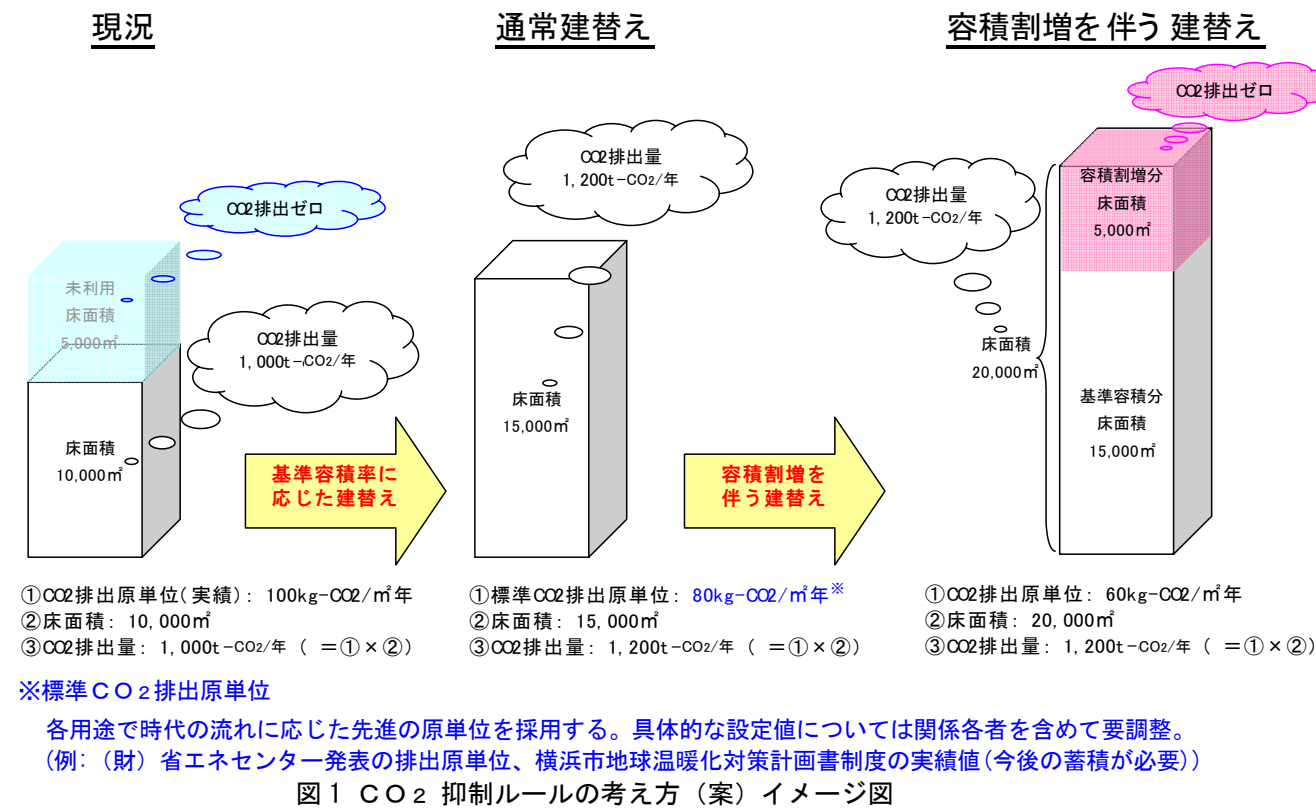 現況
通常建替え
容積割増を伴う建替え
CO2排出ゼロ
未利用
床面積
5,000㎡
CO2排出量
1,000t-CO2/年
床面積
10,000㎡
基準容積率に
応じた建替え
CO2排出量
1,200t-CO2/年
床面積
15,000㎡
容積割増を
伴う建替え
CO2排出ゼロ
CO2排出量
1,200t-CO2/年
容積割増分
床面積
5,000㎡
床面積
20,000㎡
基準容積分
床面積
15,000㎡
①CO2排出原単位(実績)：100kg-CO2/㎡年
②床面積：10,000㎡
③CO2排出量：1,000t-CO2/年（＝①×②）
①標準CO2排出原単位：80kg-CO2/㎡年※
②床面積：15,000㎡
③CO2排出量：1,200t-CO2/年（＝①×②）
①CO2排出原単位：60kg-CO2/㎡年
②床面積：20,000㎡
③CO2排出量：1,200t-CO2/年（＝①×②）
※標準ＣＯ２排出原単位
各用途で時代の流れに応じた先進の原単位を採用する。具体的な設定値については関係各者を含めて要調整。
(例：（財）省エネセンター発表の排出原単位、横浜市地球温暖化対策計画書制度の実績値(今後の蓄積が必要))
図１ＣＯ２ 抑制ルールの考え方（案）イメージ図